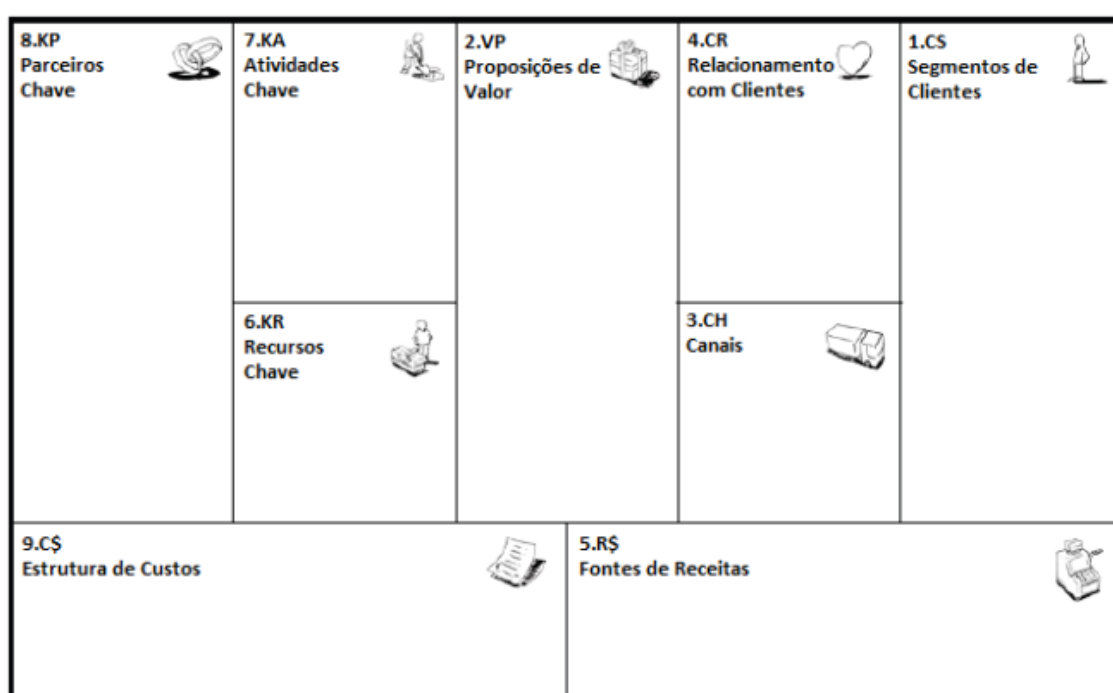 8.KP
Parceiros
Chave
7.KA
Atividades
Chave
2.VP
Proposições de
Valor
4.CR
Relacionamento
com Clientes
1.CS
Segmentos de
Clientes
6.KR
Recursos
Chave
3.CH
Canais
9.C$
Estrutura de Custos
5.R$
Fontes de Receitas